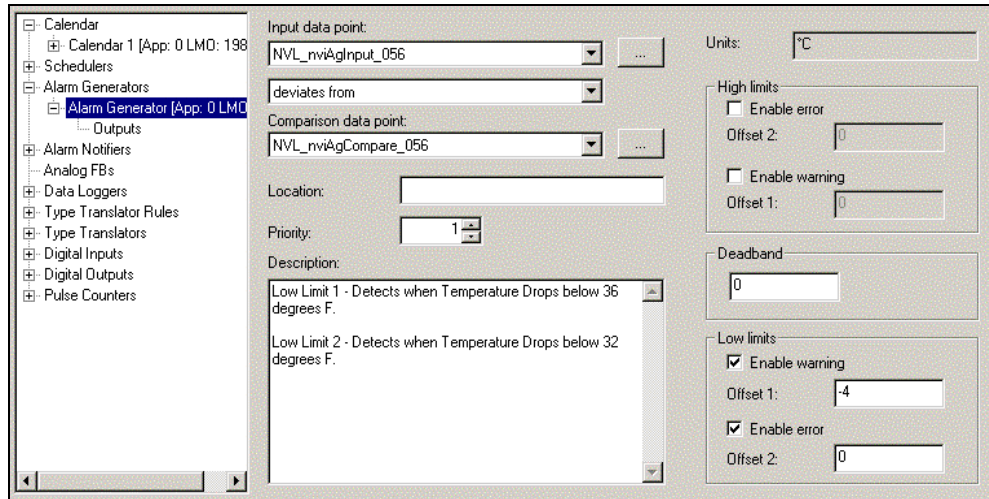 Calendar
Calendar 1 [App: 0 LMO: 198
Schedulers
Alarm Generators
Alarm Generator [App: 0 LMO
Outputs
Alarm Notifiers
Analog FBs
Data Loggers
Type Translator Rules
Type Translators
Digital Inputs
Digital Outputs
Pulse Counters
Input data point:
NVL_nviAgInput_056
...
deviates from
Comparison data point:
NVL_nviAgCompare_056
...
Location:
Priority: 1
Description:
Low Limit 1 - Detects when Temperature Drops below 36
degrees F.
Low Limit 2 - Detects when Temperature Drops below 32
degrees F.
Units: °C
High limits
Enable error
Offset 2: 0
Enable warning
Offset 1: 0
Deadband
0
Low limits
Enable warning
Offset 1: -4
Enable error
Offset 2: 0